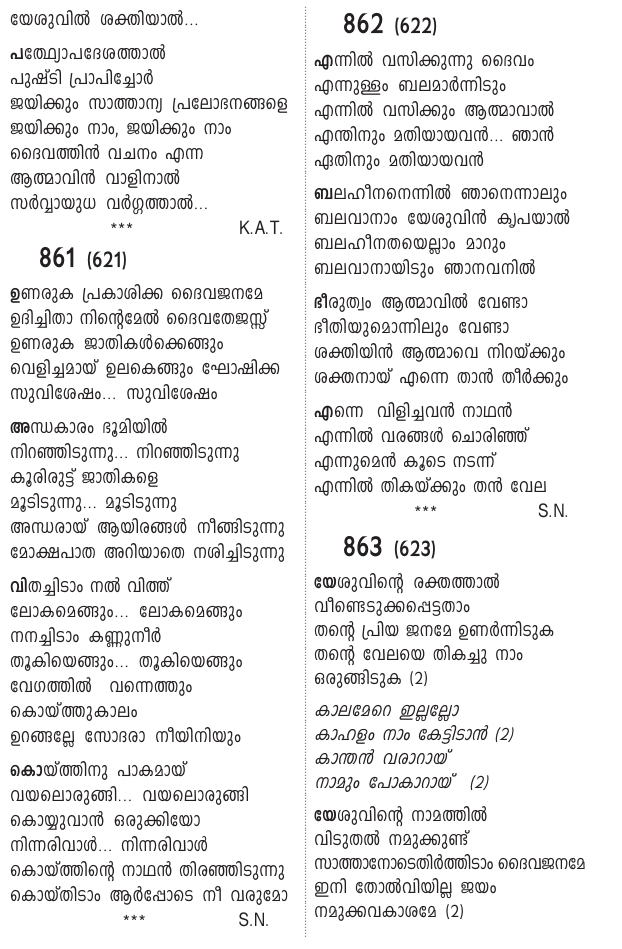 യേശുവിൽ ശക്തിയാൽ...
പത്ഥ്യോപദേശത്താൽ
പുഷ്ടി പ്രാപിച്ചോർ
ജയിക്കും സാത്താന്യ പ്രലോഭനങ്ങളെ
ജയിക്കും നാം, ജയിക്കും നാം
ദൈവത്തിൻ വചനം എന്ന
ആത്മാവിൻ വാളിനാൽ
സർവ്വായുധ വർഗ്ഗത്താൽ...
*** K.A.T.
861 (621)
ഉണരുക പ്രകാശിക്ക ദൈവജനമേ
ഉദിച്ചിതാ നിന്റെമേൽ ദൈവതേജസ്സ്
ഉണരുക ജാതികൾക്കെങ്ങും
വെളിച്ചമായ് ഉലകെങ്ങും ഘോഷിക്ക
സുവിശേഷം... സുവിശേഷം
അന്ധകാരം ഭൂമിയിൽ
നിറഞ്ഞിടുന്നു... നിറഞ്ഞിടുന്നു
കൂരിരുട്ട് ജാതികളെ
മൂടിടുന്നു... മൂടിടുന്നു
അന്ധരായ് ആയിരങ്ങൾ നീങ്ങിടുന്നു
മോക്ഷപാത അറിയാതെ നശിച്ചിടുന്നു
വിതച്ചിടാം നൽ വിത്ത്
ലോകമെങ്ങും... ലോകമെങ്ങും
നനച്ചിടാം കണ്ണുനീർ
തൂകിയെങ്ങും... തൂകിയെങ്ങും
വേഗത്തിൽ വന്നെത്തും
കൊയ്ത്തുകാലം
ഉറങ്ങല്ലേ സോദരാ നീയിനിയും
കൊയ്ത്തിനു പാകമായ്
വയലൊരുങ്ങി... വയലൊരുങ്ങി
കൊയ്യുവാൻ ഒരുക്കിയോ
നിന്നരിവാൾ... നിന്നരിവാൾ
കൊയ്ത്തിന്റെ നാഥൻ തിരഞ്ഞിടുന്നു
കൊയ്തിടാം ആർപ്പോടെ നീ വരുമോ
*** S.N.
862 (622)
എന്നിൽ വസിക്കുന്നു ദൈവം
എന്നുള്ളം ബലമാർന്നിടും
എന്നിൽ വസിക്കും ആത്മാവാൽ
എന്തിനും മതിയായവൻ... ഞാൻ
ഏതിനും മതിയായവൻ
ബലഹീനനെന്നിൽ ഞാനെന്നാലും
ബലവാനാം യേശുവിൻ കൃപയാൽ
ബലഹീനതയെല്ലാം മാറും
ബലവാനായിടും ഞാനവനിൽ
ഭീരുത്വം ആത്മാവിൽ വേണ്ടാ
ഭീതിയുമൊന്നിലും വേണ്ടാ
ശക്തിയിൻ ആത്മാവെ നിറയ്ക്കും
ശക്തനായ് എന്നെ താൻ തീർക്കും
എന്നെ വിളിച്ചവൻ നാഥൻ
എന്നിൽ വരങ്ങൾ ചൊരിഞ്ഞ്
എന്നുമെൻ കൂടെ നടന്ന്
എന്നിൽ തികയ്ക്കും തൻ വേല
*** S.N.
863 (623)
യേശുവിന്റെ രക്തത്താൽ
വീണ്ടെടുക്കപ്പെട്ടതാം
തന്റെ പ്രിയ ജനമേ ഉണർന്നിടുക
തന്റെ വേലയെ തികച്ചു നാം
ഒരുങ്ങിടുക (2)
കാലമേറെ ഇല്ലല്ലോ
കാഹളം നാം കേട്ടിടാൻ (2)
കാന്തൻ വരാറായ്
നാമും പോകാറായ് (2)
യേശുവിന്റെ നാമത്തിൽ
വിടുതൽ നമുക്കുണ്ട്
സാത്താനോടെതിർത്തിടാം ദൈവജനമേ
ഇനി തോൽവിയില്ല ജയം
നമുക്കവകാശമേ (2)